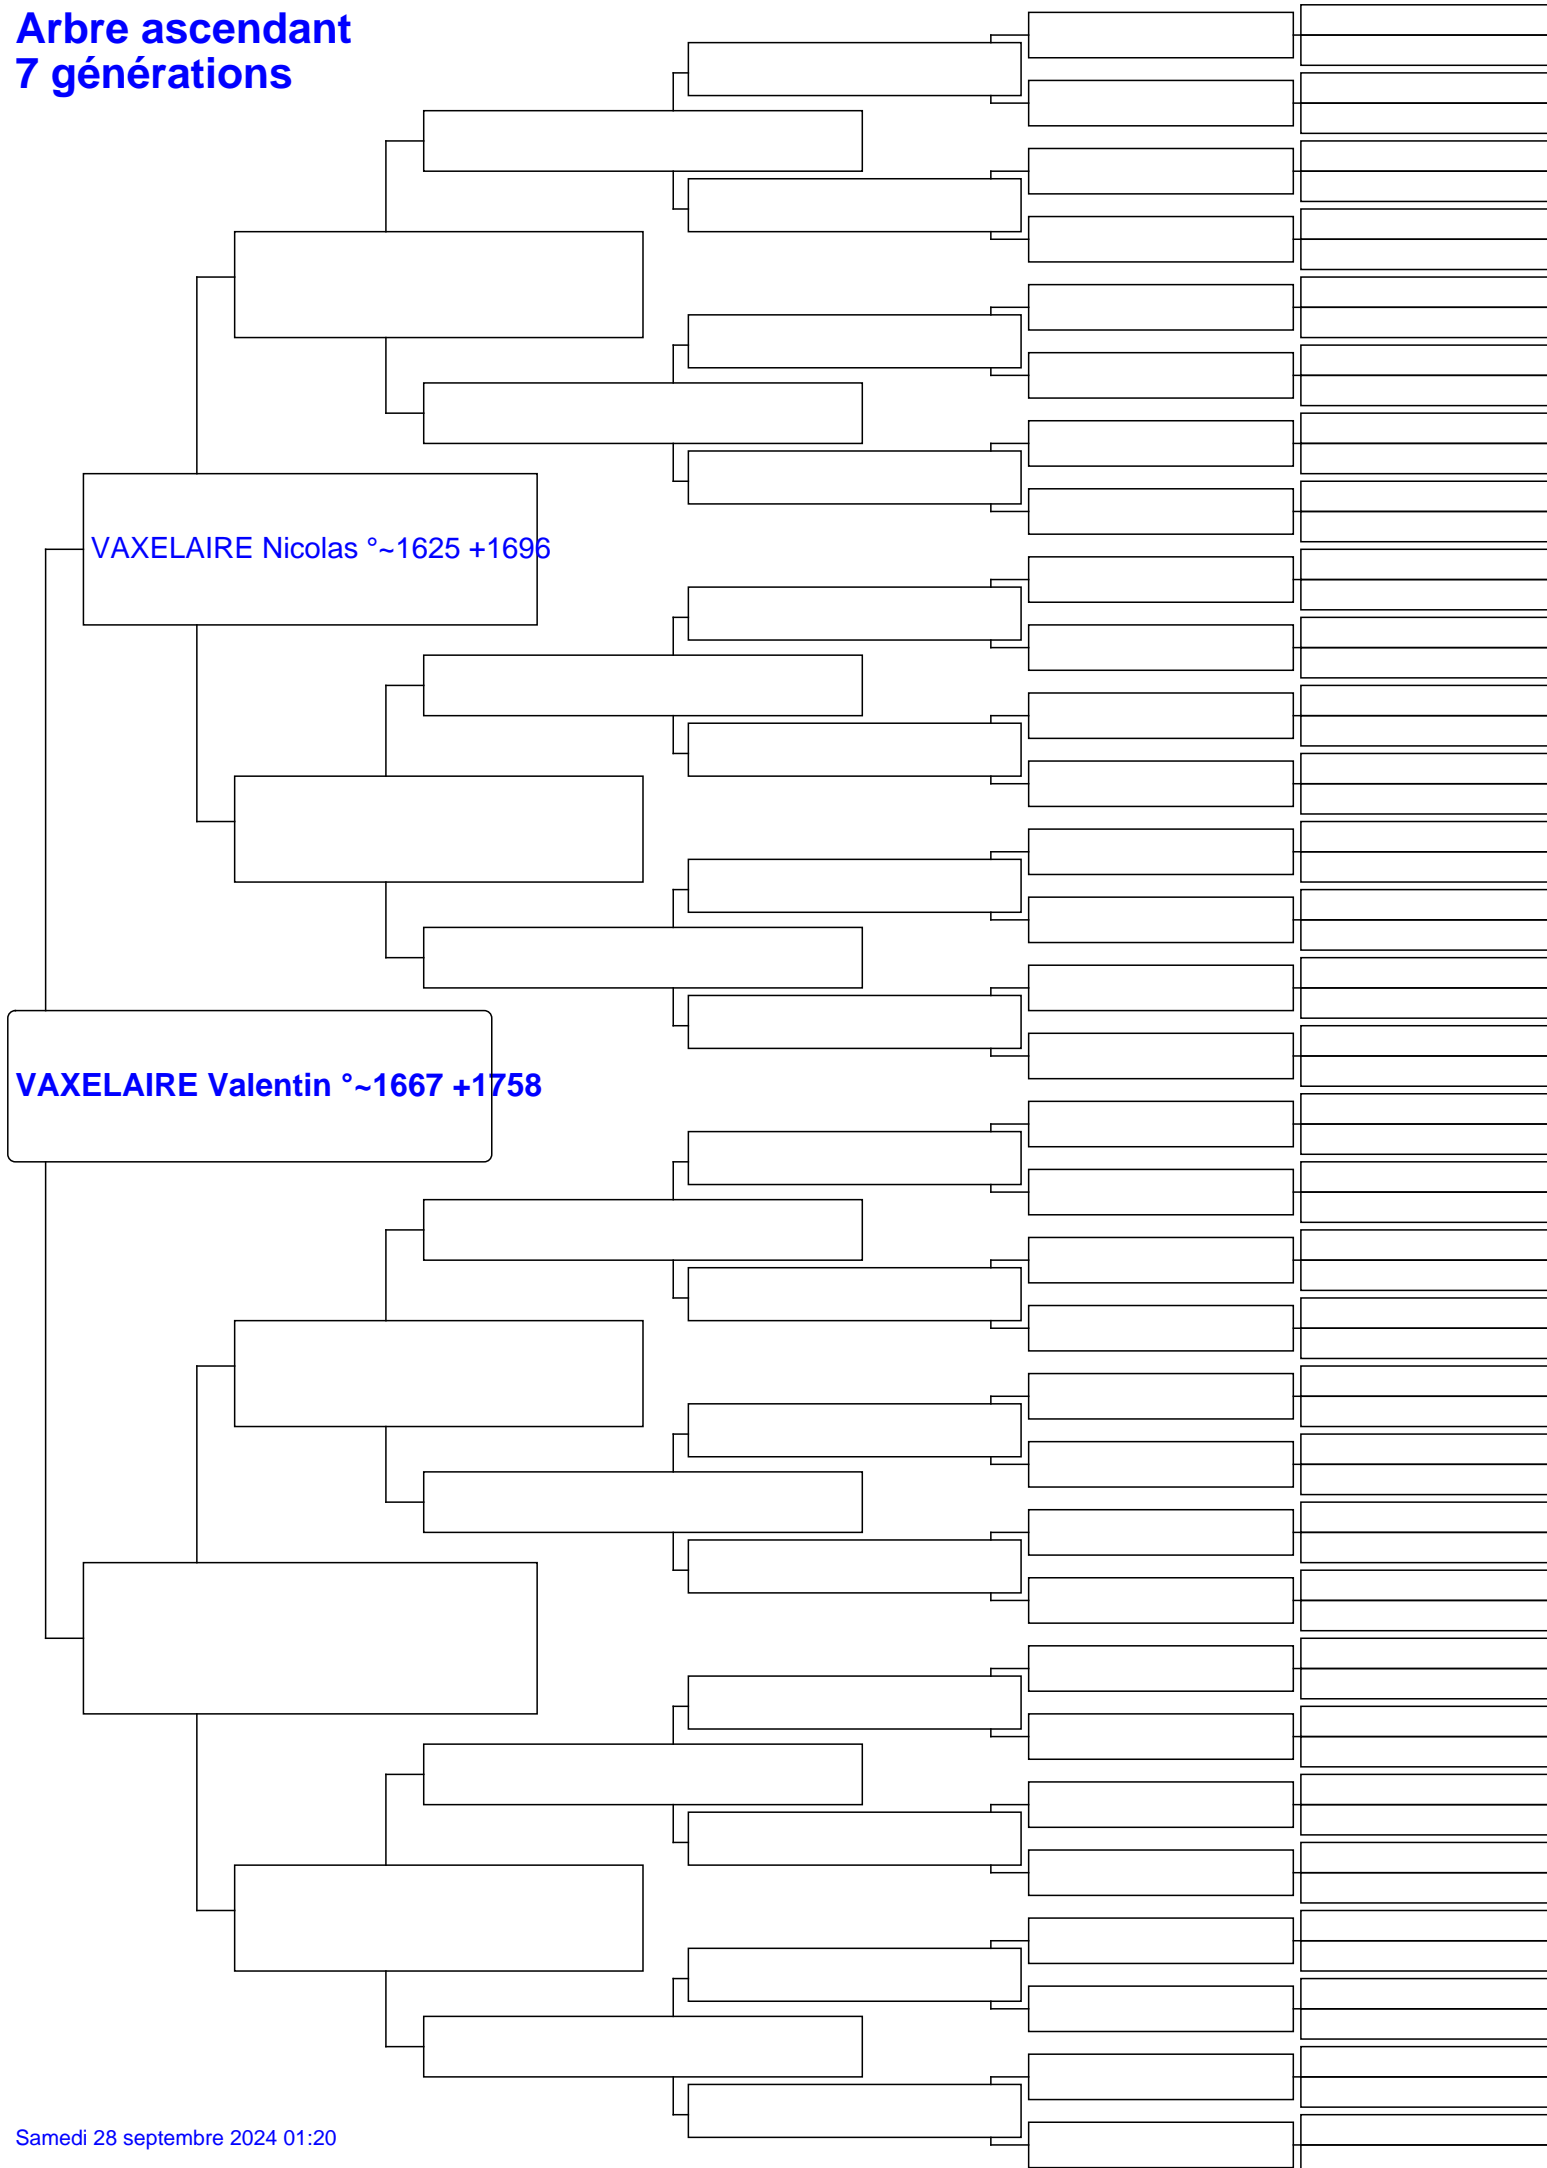 Arbre ascendant
7 générations
VAXELAIRE Nicolas °~1625 +1696
VAXELAIRE Valentin °~1667 +1758
Samedi 28 septembre 2024 01:20